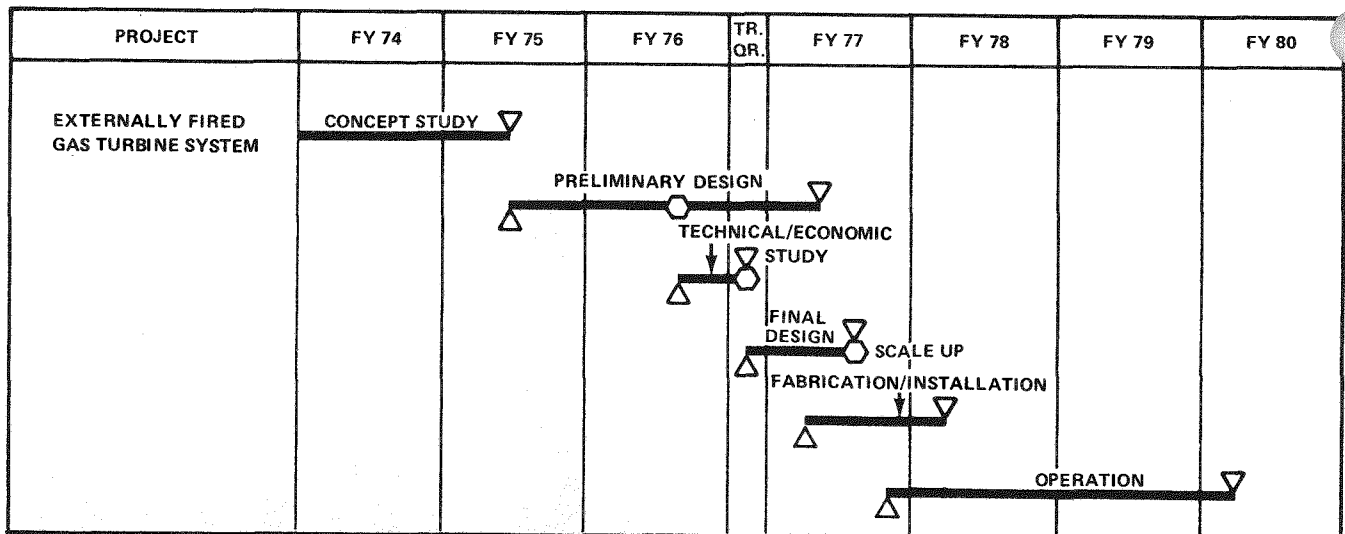 PROJECT
FY 74
FY 75
FY 76
TR.
QR.
FY 77
FY 78
FY 79
FY 80
EXTERNALLY FIRED
GAS TURBINE SYSTEM
CONCEPT STUDY
PRELIMINARY DESIGN
TECHNICAL/ECONOMIC
STUDY
FINAL
DESIGN
SCALE UP
FABRICATION/INSTALLATION
OPERATION